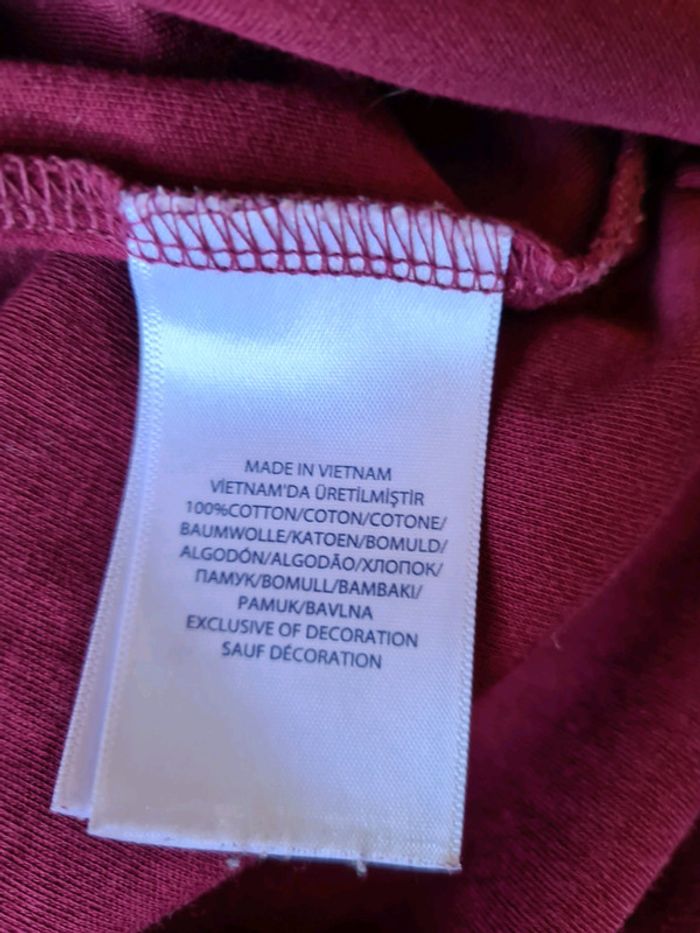 MADE IN VIETNAM
VİETNAM'DA ÜRETİLMİŞTİR
100%COTTON/COTON/COTONE/
BAUMWOLLE/KATOEN/BOMULD/
ALGODÓN/ALGODÃO/ХЛОПОК/
ПАМУК/BOMULL/BAMBAKI/
PAMUK/BAVLNA
EXCLUSIVE OF DECORATION
SAUF DÉCORATION